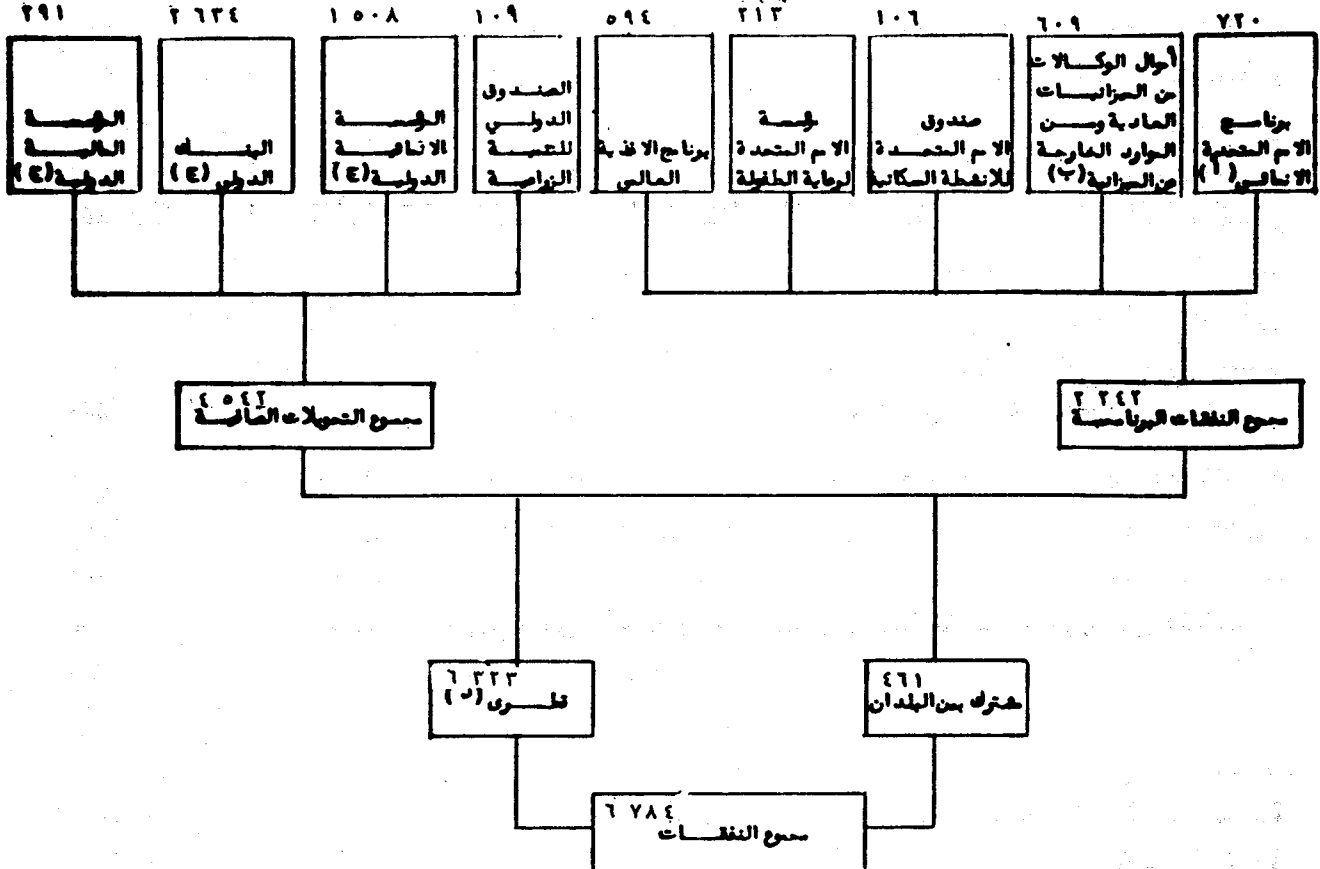 ٧٢٠
برنامج
الامم المتحدة
الانمائي (أ)
٦٠٩
أموال الوكالات
من الميزانيات
العادية ومن
الموارد الخارجة
عن الميزانية (ب)
١٠٦
صندوق
الامم المتحدة
للانشطة السكانية
٢١٣
مؤسسة
الامم المتحدة
لرعاية الطفولة
٥٩٤
برنامج الاغذية
العالمي
١٠٩
الصندوق
الدولي
للتنمية
الزراعية
١ ٥٠٨
المؤسسة
الانمائية
الدولية (ج)
٢ ٦٣٤
البنك
الدولي (ج)
٢٩١
المؤسسة
المالية
الدولية (ج)
٢ ٢٤٢
مجموع النفقات البرنامجية
٤ ٥٤٢
مجموع التحويلات الصافية
٤٦١
مشترك بين البلدان
٦ ٣٢٣
قطرى (د)
٦ ٧٨٤
مجموع النفقات